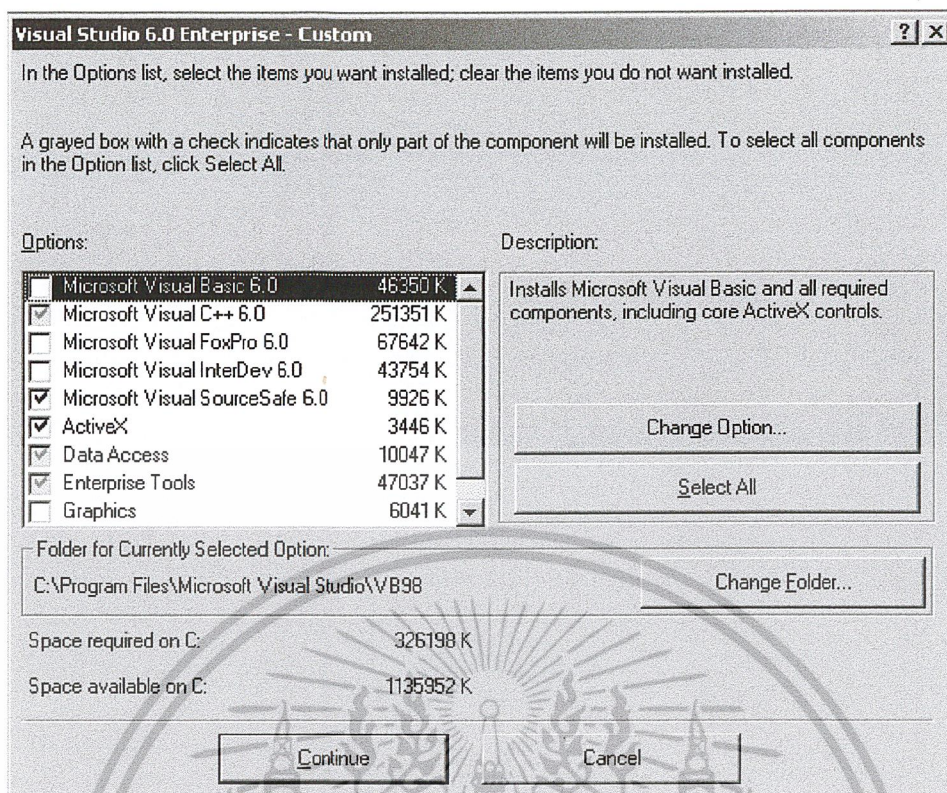 Visual Studio 6.0 Enterprise - Custom
In the Options list, select the items you want installed; clear the items you do not want installed.
A grayed box with a check indicates that only part of the component will be installed. To select all components
in the Option list, click Select All.
Options:
Microsoft Visual Basic 6.0 46350 K
Microsoft Visual C++ 6.0 251351 K
Microsoft Visual FoxPro 6.0 67642 K
Microsoft Visual InterDev 6.0 43754 K
Microsoft Visual SourceSafe 6.0 9926 K
ActiveX 3446 K
Data Access 10047 K
Enterprise Tools 47037 K
Graphics 6041 K
Description:
Installs Microsoft Visual Basic and all required
components, including core ActiveX controls.
Change Option...
Select All
Folder for Currently Selected Option:
C:\Program Files\Microsoft Visual Studio\VB98
Change Folder...
Space required on C: 326198 K
Space available on C: 1135952 K
Continue
Cancel